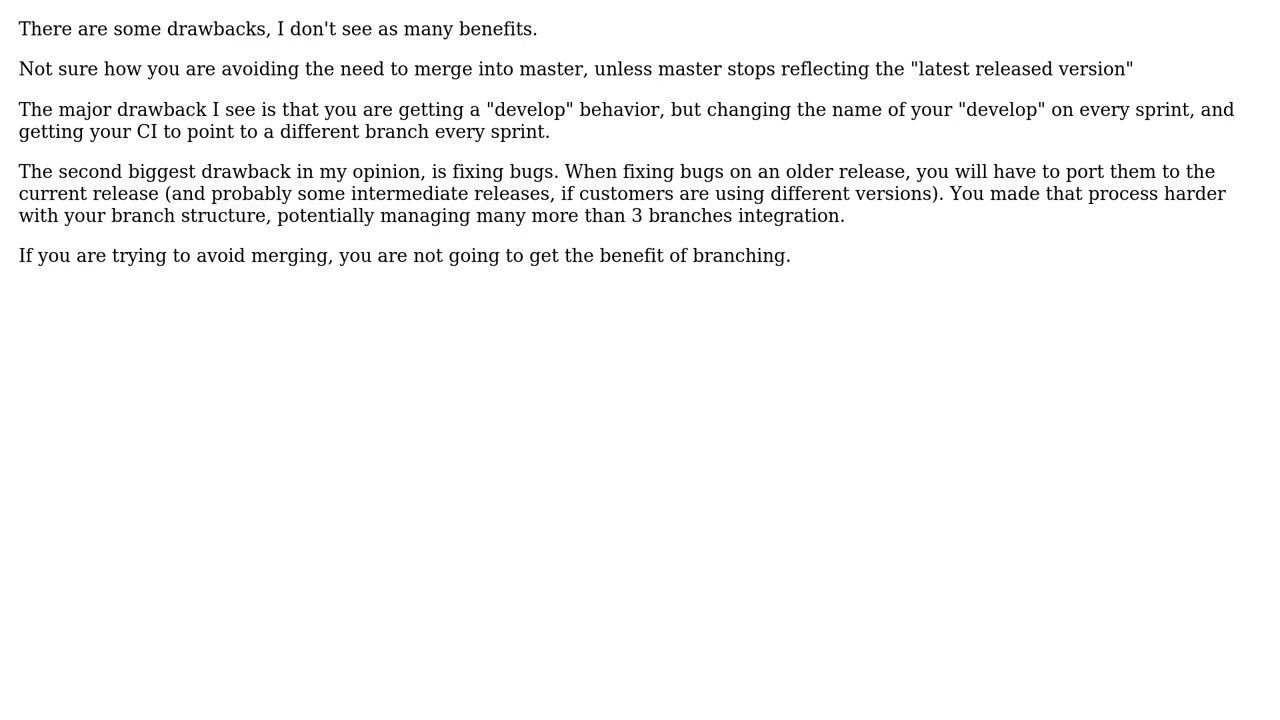 There are some drawbacks, I don't see as many benefits.
Not sure how you are avoiding the need to merge into master, unless master stops reflecting the "latest released version"
The major drawback I see is that you are getting a "develop" behavior, but changing the name of your "develop" on every sprint, and
getting your CI to point to a different branch every sprint.
The second biggest drawback in my opinion, is fixing bugs. When fixing bugs on an older release, you will have to port them to the
current release (and probably some intermediate releases, if customers are using different versions). You made that process harder
with your branch structure, potentially managing many more than 3 branches integration.
If you are trying to avoid merging, you are not going to get the benefit of branching.